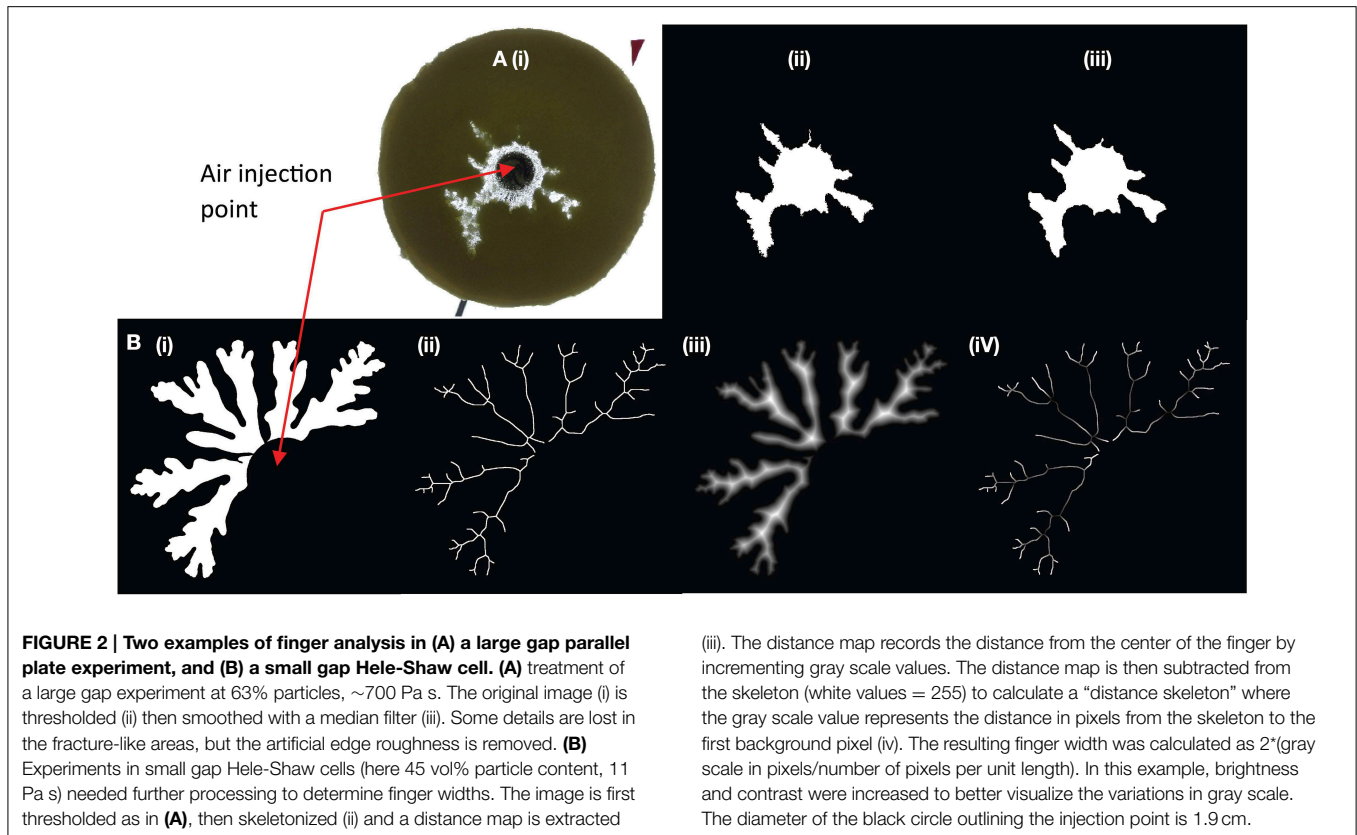 A (i)
(ii)
(iii)
Air injection
point
B (i)
(ii)
(iii)
(iV)
FIGURE 2 | Two examples of finger analysis in (A) a large gap parallel
plate experiment, and (B) a small gap Hele-Shaw cell. (A) treatment of
a large gap experiment at 63% particles, ∼700 Pa s. The original image (i) is
thresholded (ii) then smoothed with a median filter (iii). Some details are lost in
the fracture-like areas, but the artificial edge roughness is removed. (B)
Experiments in small gap Hele-Shaw cells (here 45 vol% particle content, 11
Pa s) needed further processing to determine finger widths. The image is first
thresholded as in (A), then skeletonized (ii) and a distance map is extracted
(iii). The distance map records the distance from the center of the finger by
incrementing gray scale values. The distance map is then subtracted from
the skeleton (white values = 255) to calculate a “distance skeleton” where
the gray scale value represents the distance in pixels from the skeleton to the
first background pixel (iv). The resulting finger width was calculated as 2*(gray
scale in pixels/number of pixels per unit length). In this example, brightness
and contrast were increased to better visualize the variations in gray scale.
The diameter of the black circle outlining the injection point is 1.9 cm.